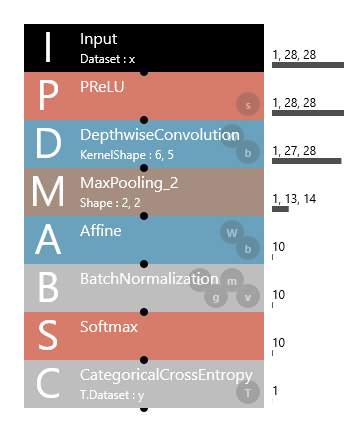 I Input 1, 28, 28
Dataset : x
P PReLU 1, 28, 28
s
D DepthwiseConvolution 1, 27, 28
KernelShape : 6, 5
b
M MaxPooling_2 1, 13, 14
Shape : 2, 2
A Affine 10
W
b
B BatchNormalization 10
m
g v
S Softmax 10
C CategoricalCrossEntropy 1
T.Dataset : y
T